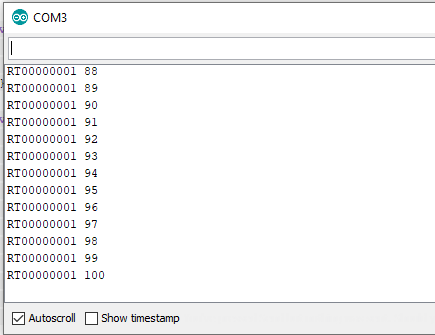 COM3
RT00000001 88
RT00000001 89
RT00000001 90
RT00000001 91
RT00000001 92
RT00000001 93
RT00000001 94
RT00000001 95
RT00000001 96
RT00000001 97
RT00000001 98
RT00000001 99
RT00000001 100
Autoscroll Show timestamp